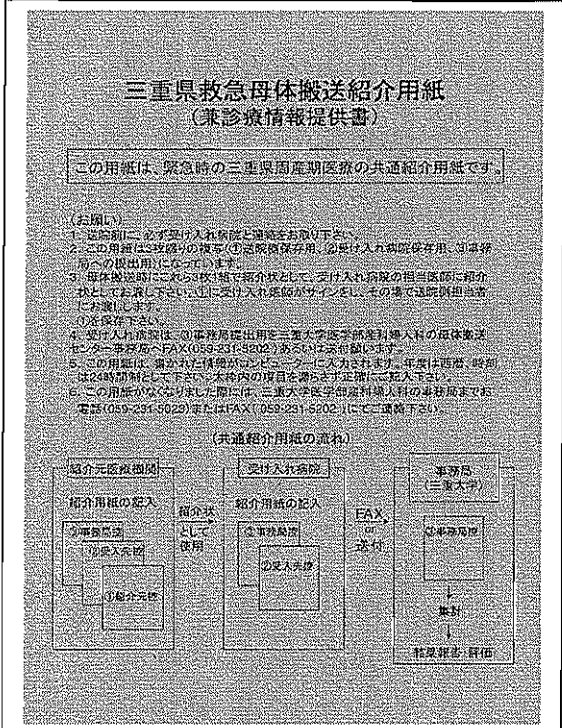 三重県救急母体搬送紹介用紙
(兼診療情報提供書)
この用紙は、緊急時の三重県周産期医療の共通紹介用紙です。
(お願い)
1. 送院前に、必ず受け入れ病院と連絡をお取り下さい。
2. この用紙は3枚綴りの複写(①送院側保存用、②受け入れ病院保存用、③事務
局への提出用)になっています。
3. 母体搬送時にこれら3枚1組で紹介状として、受け入れ病院の担当医師に紹介
状としてお渡し下さい。①に受け入れ医師がサインをし、その場で送院側担当者
にお渡しします。
①を保存下さい。
4. 受け入れ病院は、③事務局提出用を三重大学医学部産科婦人科の母体搬送
センター事務局へFAX(059-231-5202)あるいは送付願います。
5. この用紙は、書かれた情報がコンピューターに入力されます。年度は西暦、時刻
は24時間制として下さい。太枠内の項目を漏らさず正確にご記入下さい。
6. この用紙がなくなりました際には、三重大学医学部産科婦人科の事務局までお
電話(059-231-5029)またはFAX(059-231-5202)にてご連絡下さい。
(共通紹介用紙の流れ)
紹介元医療機関
紹介用紙の記入
③事務局控
②受入先控
①紹介元控
紹介状
として
使用
受け入れ病院
紹介用紙の記入
③事務局控
②受入先控
FAX
or
送付
事務局
(三重大学)
③事務局控
集計
結果報告・評価